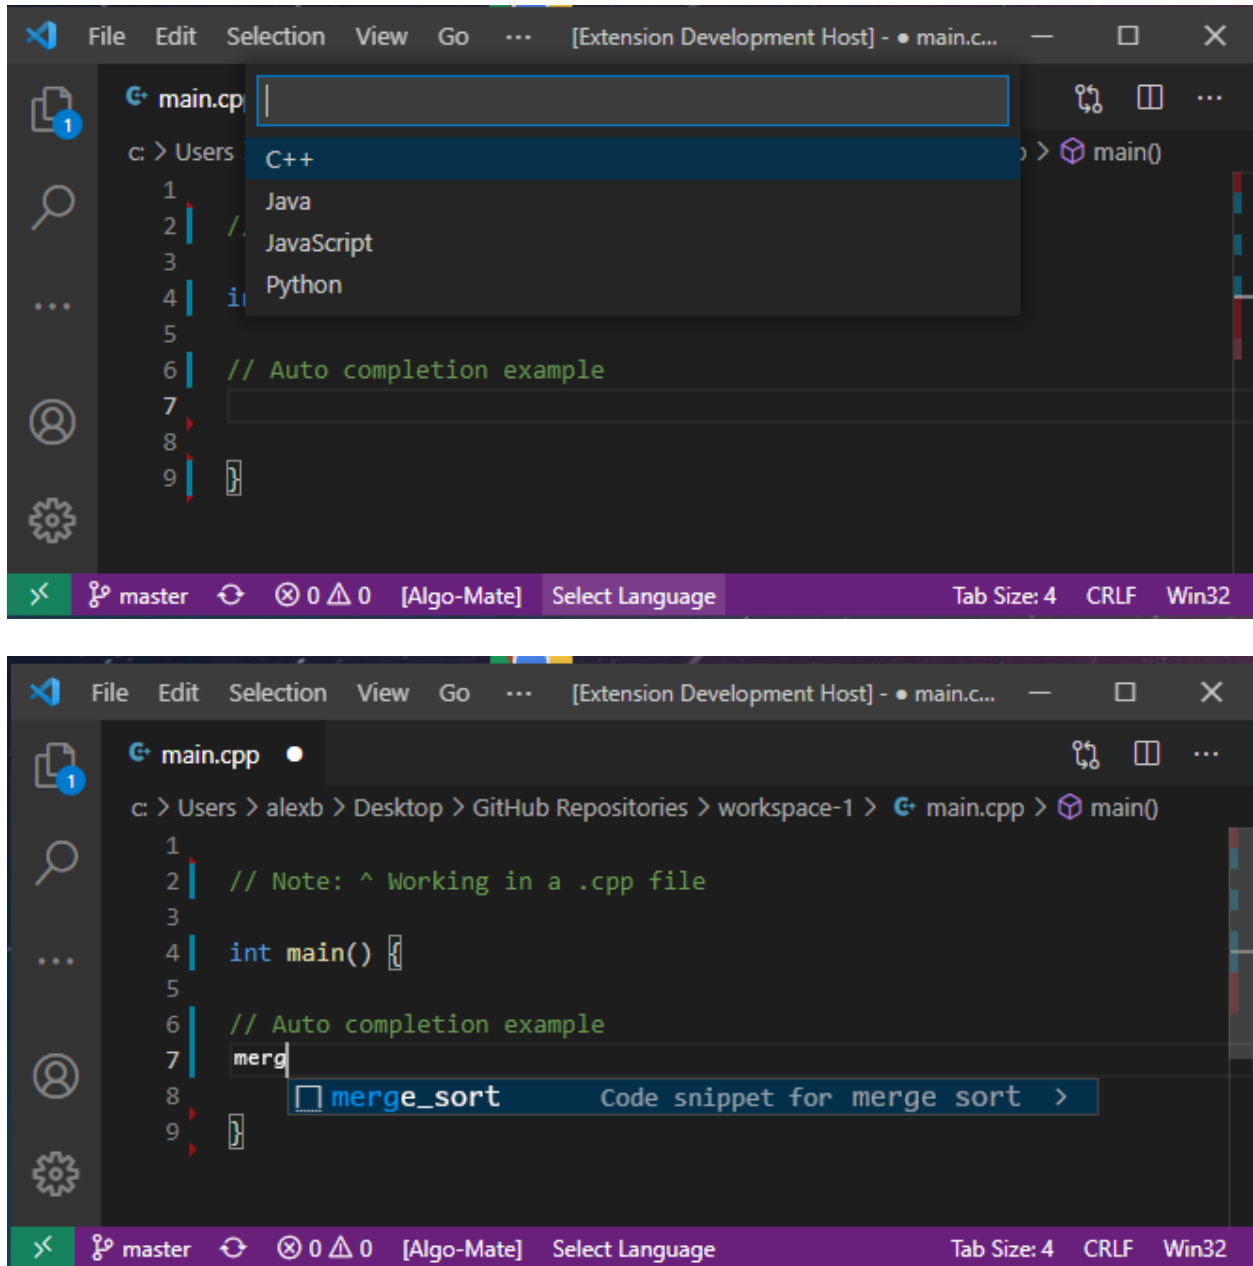 File Edit Selection View Go ··· [Extension Development Host] - ● main.c...
main.cp
c: > Users > main()
C++
Java
JavaScript
Python
1
2 /
3
4 i
5
6 // Auto completion example
7
8
9 }
1
master 0 0 [Algo-Mate] Select Language Tab Size: 4 CRLF Win32
File Edit Selection View Go ··· [Extension Development Host] - ● main.c...
main.cpp ●
c: > Users > alexb > Desktop > GitHub Repositories > workspace-1 > main.cpp > main()
1
2 // Note: ^ Working in a .cpp file
3
4 int main() {
5
6 // Auto completion example
7 merg
8 merge_sort Code snippet for merge sort >
9 }
1
master 0 0 [Algo-Mate] Select Language Tab Size: 4 CRLF Win32